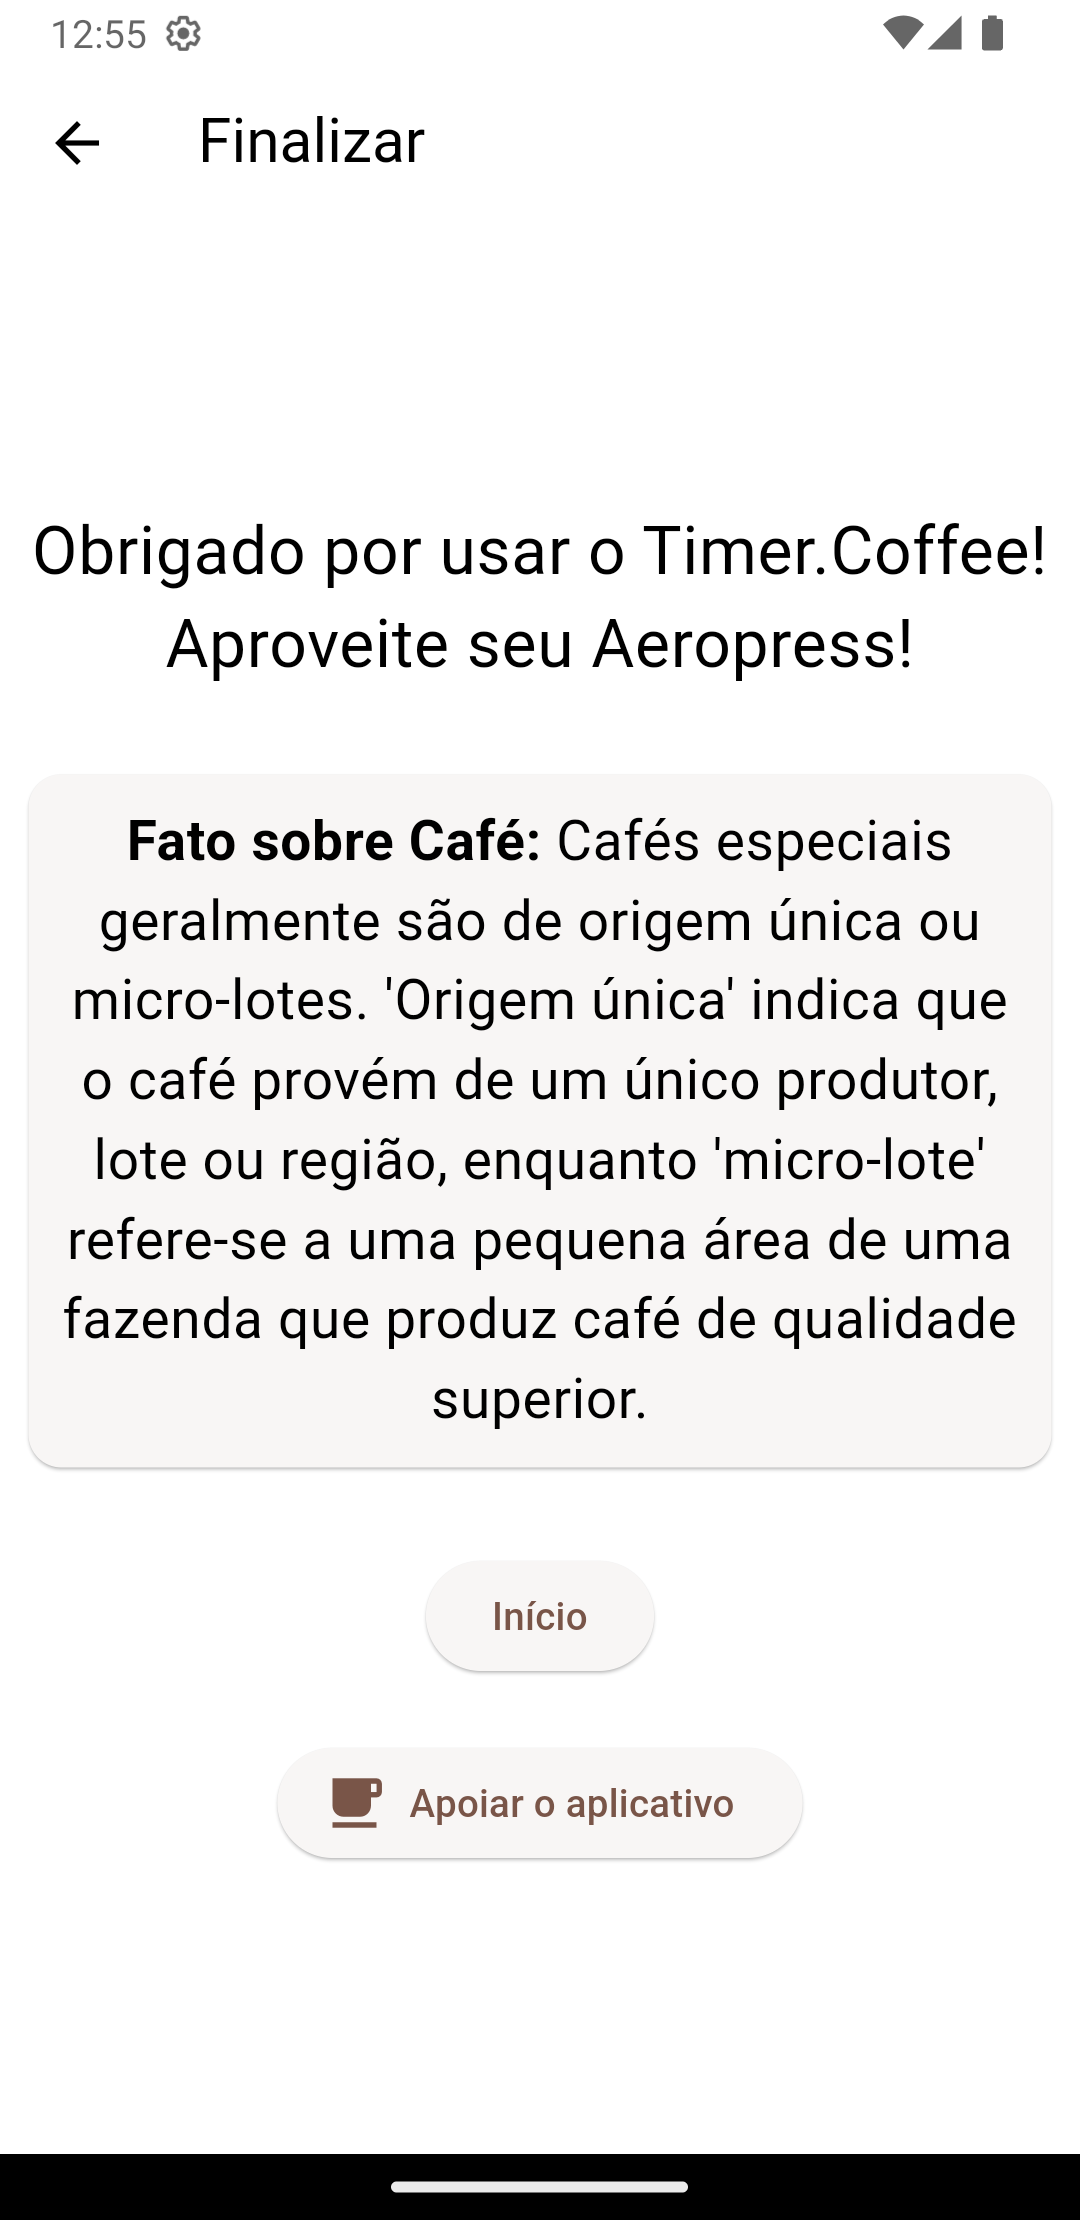 12:55
Finalizar
Obrigado por usar o Timer.Coffee!
Aproveite seu Aeropress!
Fato sobre Café: Cafés especiais
geralmente são de origem única ou
micro-lotes. 'Origem única' indica que
o café provém de um único produtor,
lote ou região, enquanto 'micro-lote'
refere-se a uma pequena área de uma
fazenda que produz café de qualidade
superior.
Início
Apoiar o aplicativo